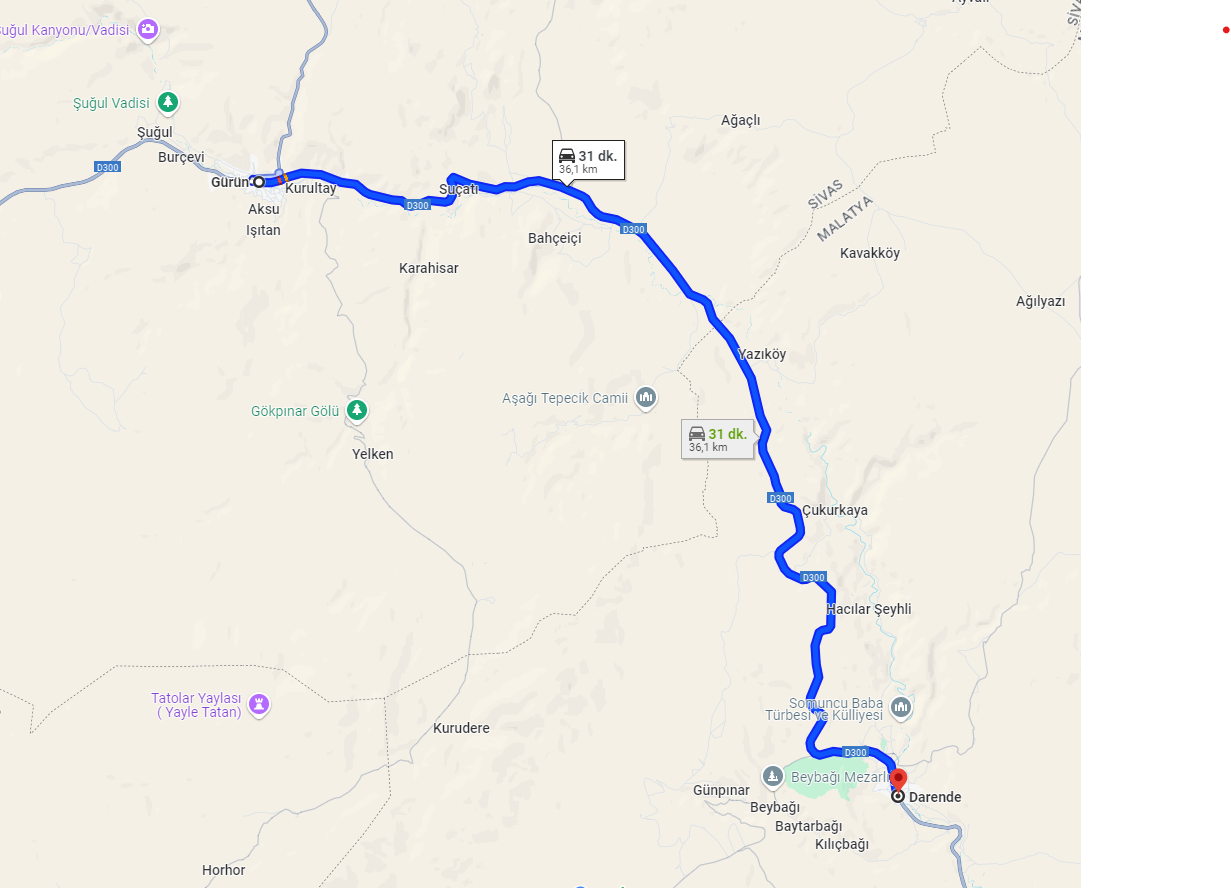 Suğul Kanyonu/Vadisi
Şuğul Vadisi
Şuğul
Burçevi
D300
Gürün
Kurultay
Aksu
Işıtan
D300
Suçatı
31 dk.
36,1 km
Bahçeiçi
D300
Karahisar
Ağaçlı
SİVAS
MALATYA
Kavakköy
Ağılyazı
Yazıköy
Aşağı Tepecik Camii
Gökpınar Gölü
Yelken
31 dk.
36,1 km
D300
Çukurkaya
D300
Hacılar Şeyhli
Tatolar Yaylası
( Yayle Tatan)
Kurudere
Somuncu Baba
Türbesi ve Külliyesi
D300
Beybağı Mezarlı
Günpınar
Beybağı
Darende
Baytarbağı
Kılıçbağı
Horhor